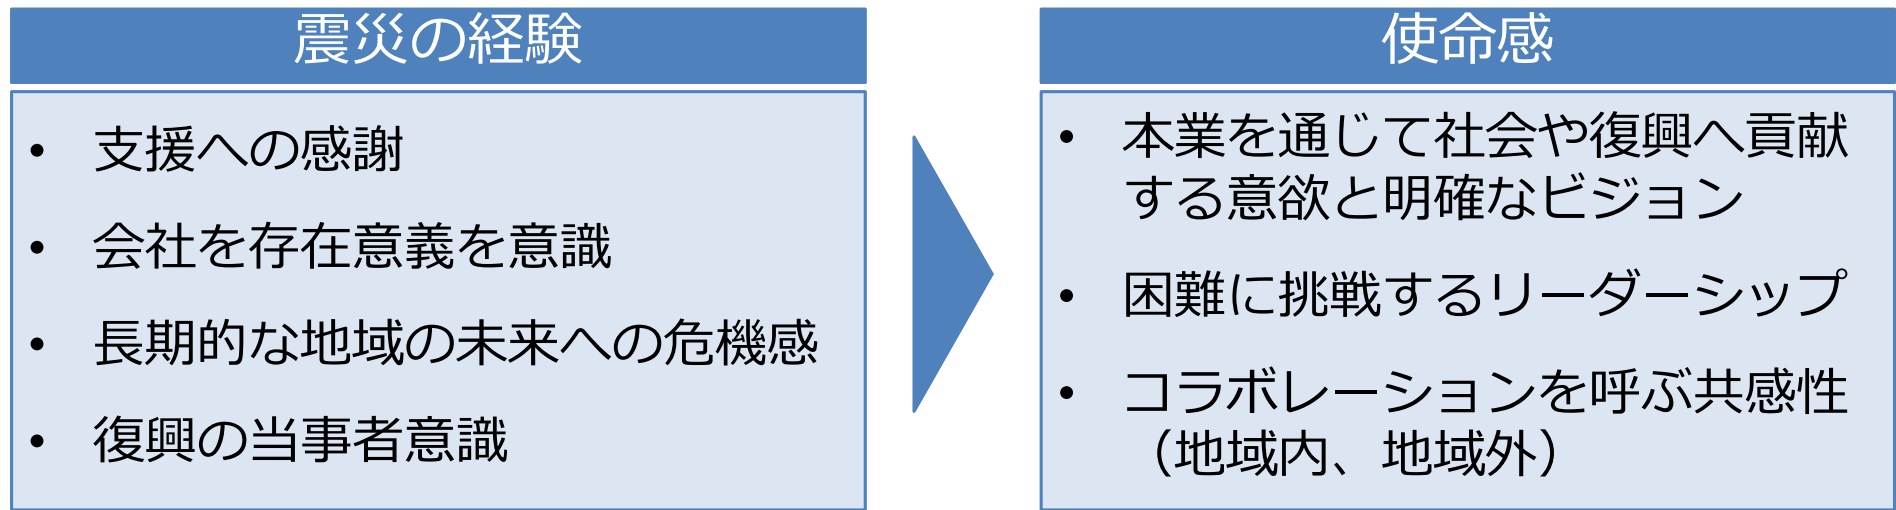 震災の経験
• 支援への感謝
• 会社を存在意義を意識
• 長期的な地域の未来への危機感
• 復興の当事者意識
使命感
• 本業を通じて社会や復興へ貢献
する意欲と明確なビジョン
• 困難に挑戦するリーダーシップ
• コラボレーションを呼ぶ共感性
（地域内、地域外）